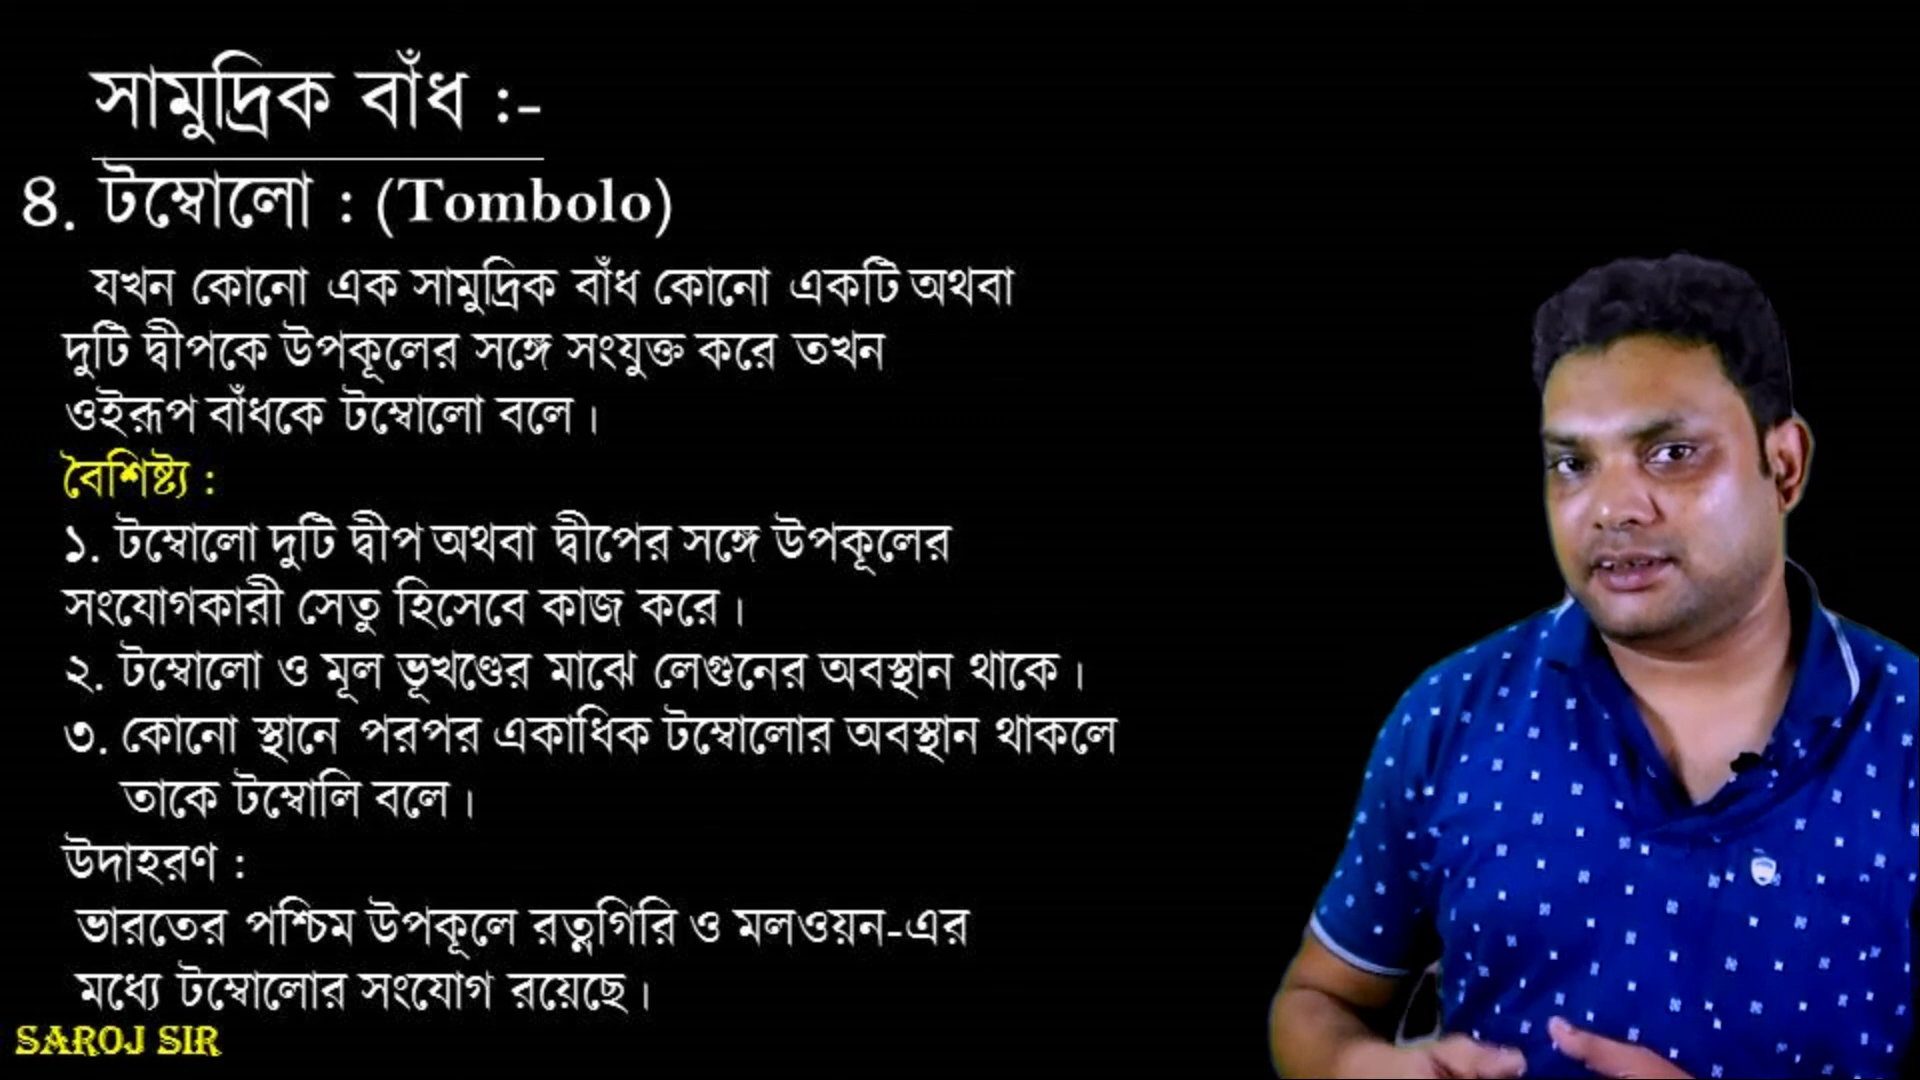 সামুদ্রিক বাঁধ :-
৪. টম্বোলো : (Tombolo)
যখন কোনো এক সামুদ্রিক বাঁধ কোনো একটি অথবা
দুটি দ্বীপকে উপকূলের সঙ্গে সংযুক্ত করে তখন
ওইরূপ বাঁধকে টম্বোলো বলে।
বৈশিষ্ট্য :
১. টম্বোলো দুটি দ্বীপ অথবা দ্বীপের সঙ্গে উপকূলের
সংযোগকারী সেতু হিসেবে কাজ করে।
২. টম্বোলো ও মূল ভূখণ্ডের মাঝে লেগুনের অবস্থান থাকে।
৩. কোনো স্থানে পরপর একাধিক টম্বোলোর অবস্থান থাকলে
তাকে টম্বোলি বলে।
উদাহরণ :
ভারতের পশ্চিম উপকূলে রত্নগিরি ও মলওয়ন-এর
মধ্যে টম্বোলোর সংযোগ রয়েছে।
SAROJ SIR